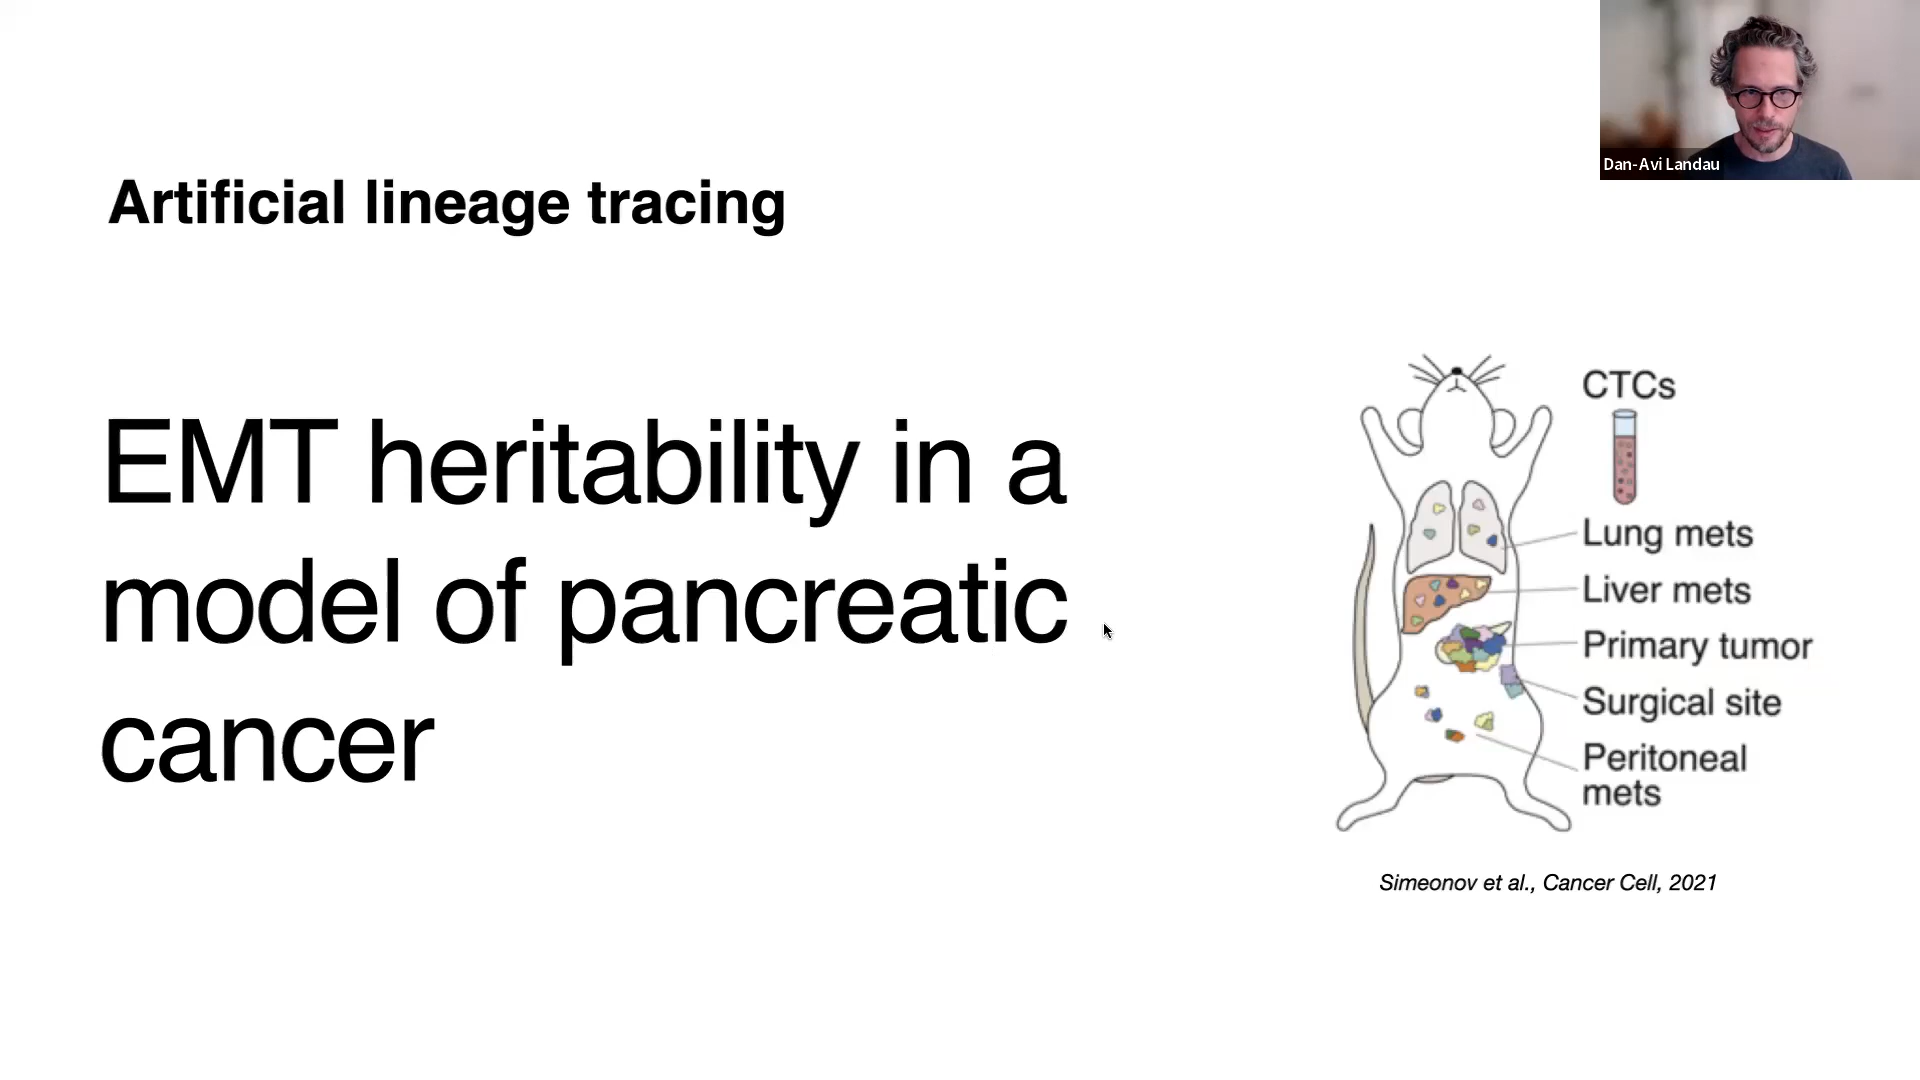 Dan-Avi Landau
Artificial lineage tracing
EMT heritability in a
model of pancreatic
cancer
CTCs
Lung mets
Liver mets
Primary tumor
Surgical site
Peritoneal
mets
Simeonov et al., Cancer Cell, 2021